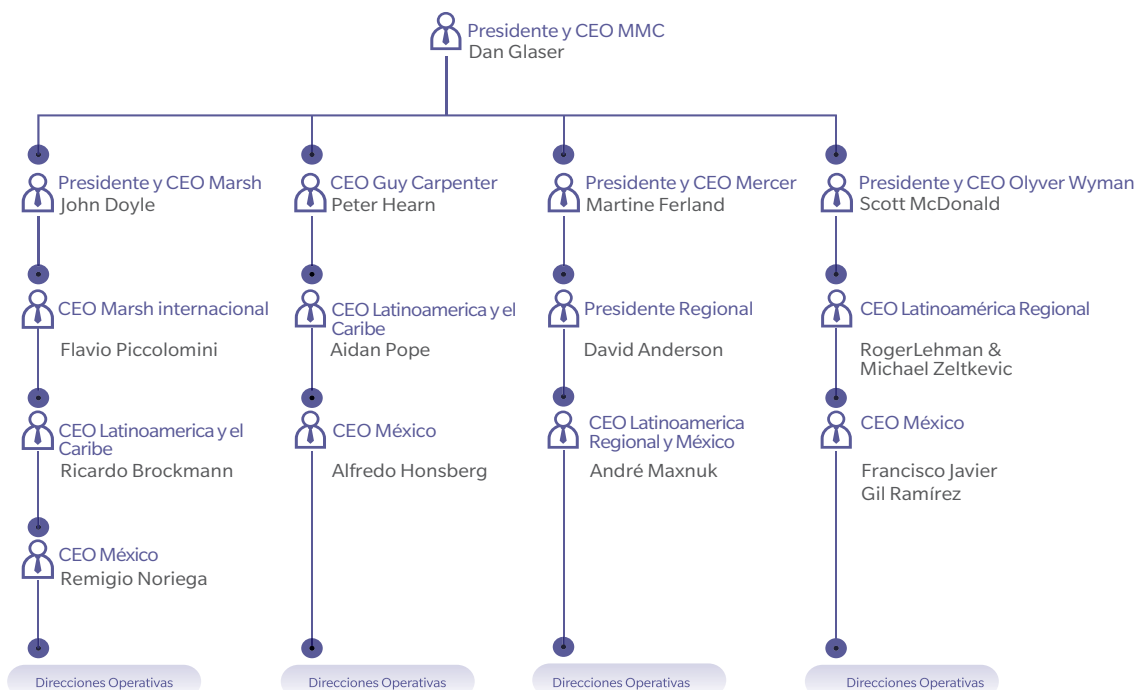 Presidente y CEO MMC
Dan Glaser
Presidente y CEO Marsh
John Doyle
CEO Marsh internacional
Flavio Piccolomini
CEO Latinoamerica y el
Caribe
Ricardo Brockmann
CEO México
Remigio Noriega
Direcciones Operativas
CEO Guy Carpenter
Peter Hearn
CEO Latinoamerica y el
Caribe
Aidan Pope
CEO México
Alfredo Honsberg
Direcciones Operativas
Presidente y CEO Mercer
Martine Ferland
Presidente Regional
David Anderson
CEO Latinoamerica
Regional y México
André Maxnuk
Direcciones Operativas
Presidente y CEO Olyver Wyman
Scott McDonald
CEO Latinoamérica Regional
RogerLehman &
Michael Zeltkevic
CEO México
Francisco Javier
Gil Ramírez
Direcciones Operativas